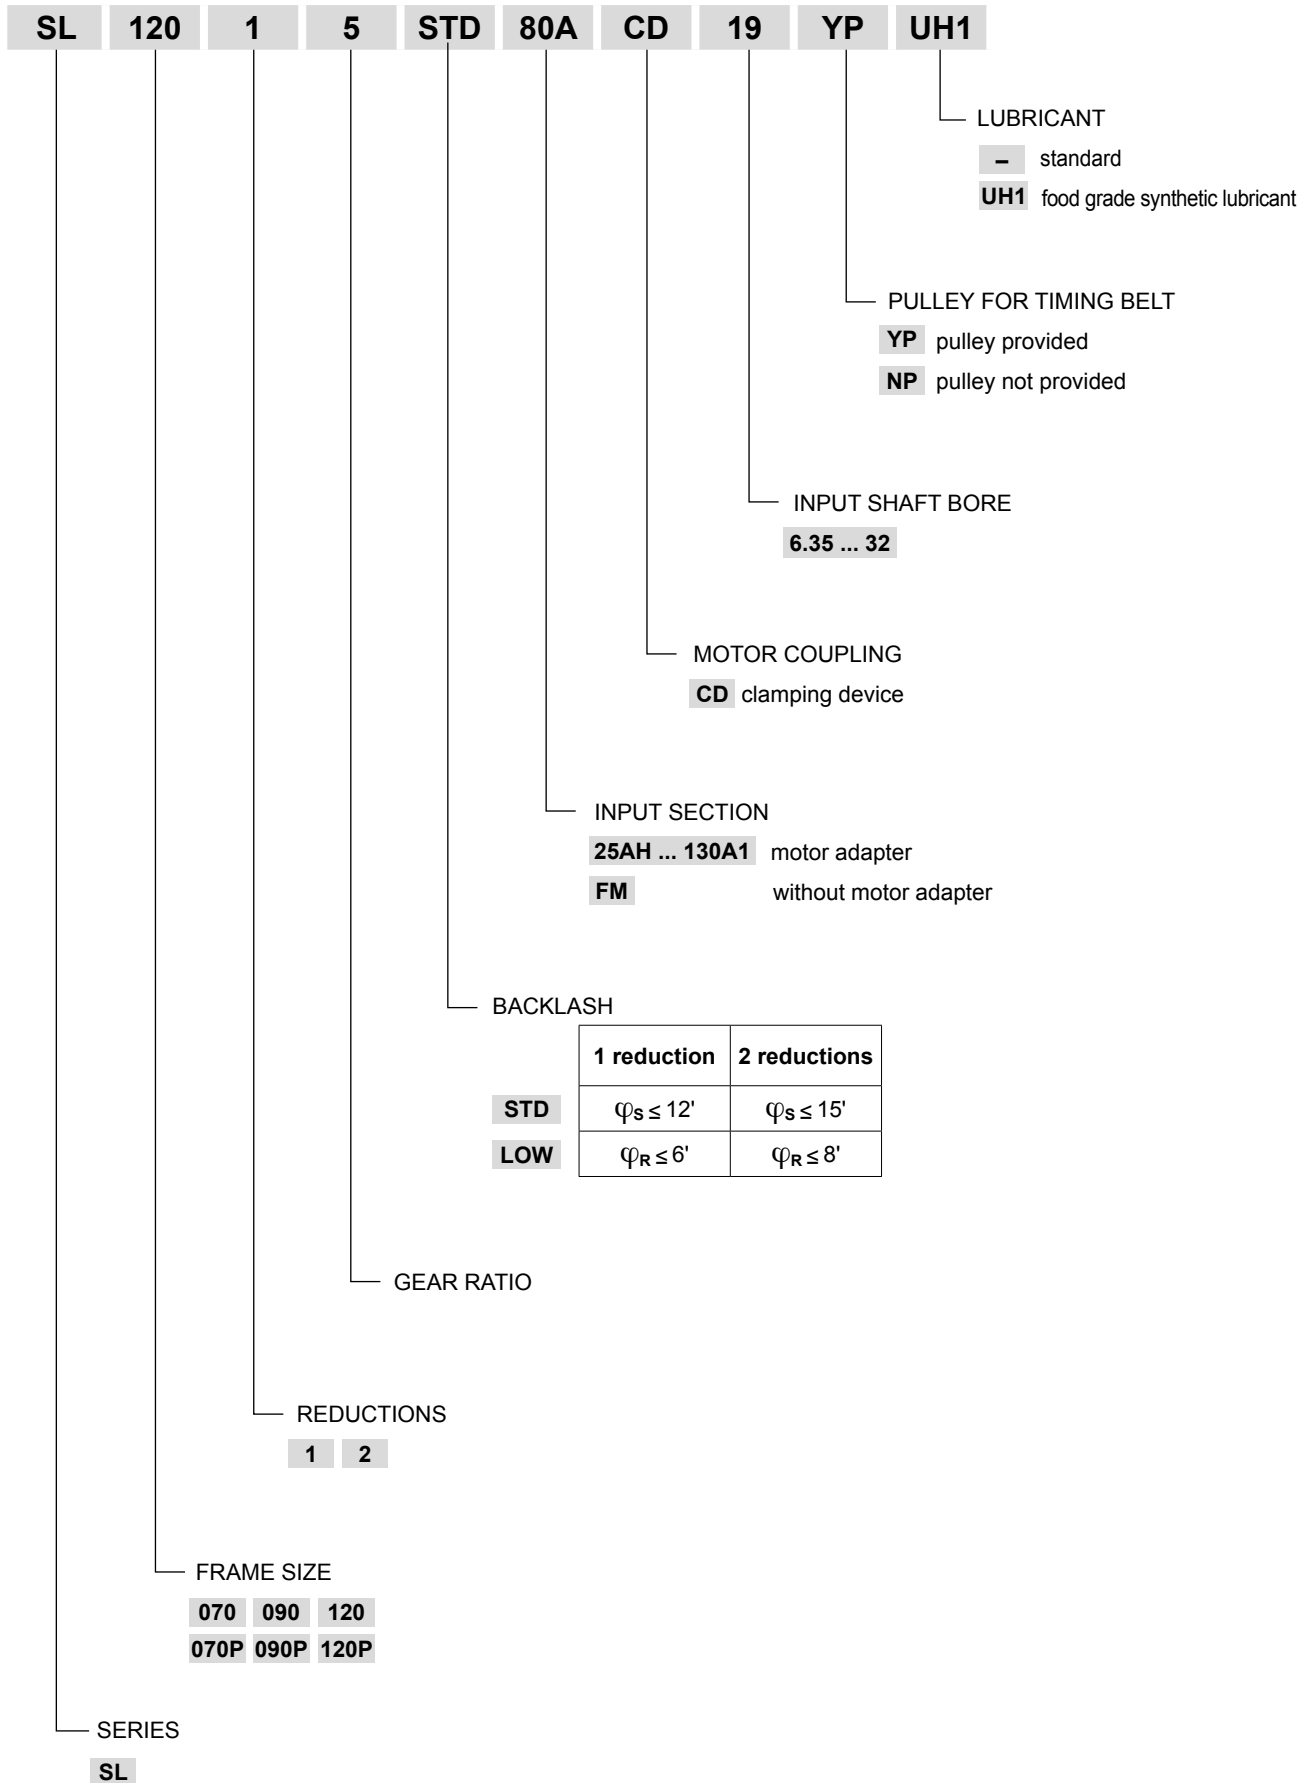 SL 120 1 5 STD 80A CD 19 YP UH1
LUBRICANT
– standard
UH1 food grade synthetic lubricant
PULLEY FOR TIMING BELT
YP pulley provided
NP pulley not provided
INPUT SHAFT BORE
6.35 ... 32
MOTOR COUPLING
CD clamping device
INPUT SECTION
25AH ... 130A1 motor adapter
FM without motor adapter
BACKLASH
1 reduction 2 reductions
STD φS ≤ 12' φS ≤ 15'
LOW φR ≤ 6' φR ≤ 8'
GEAR RATIO
REDUCTIONS
1 2
FRAME SIZE
070 090 120
070P 090P 120P
SERIES
SL